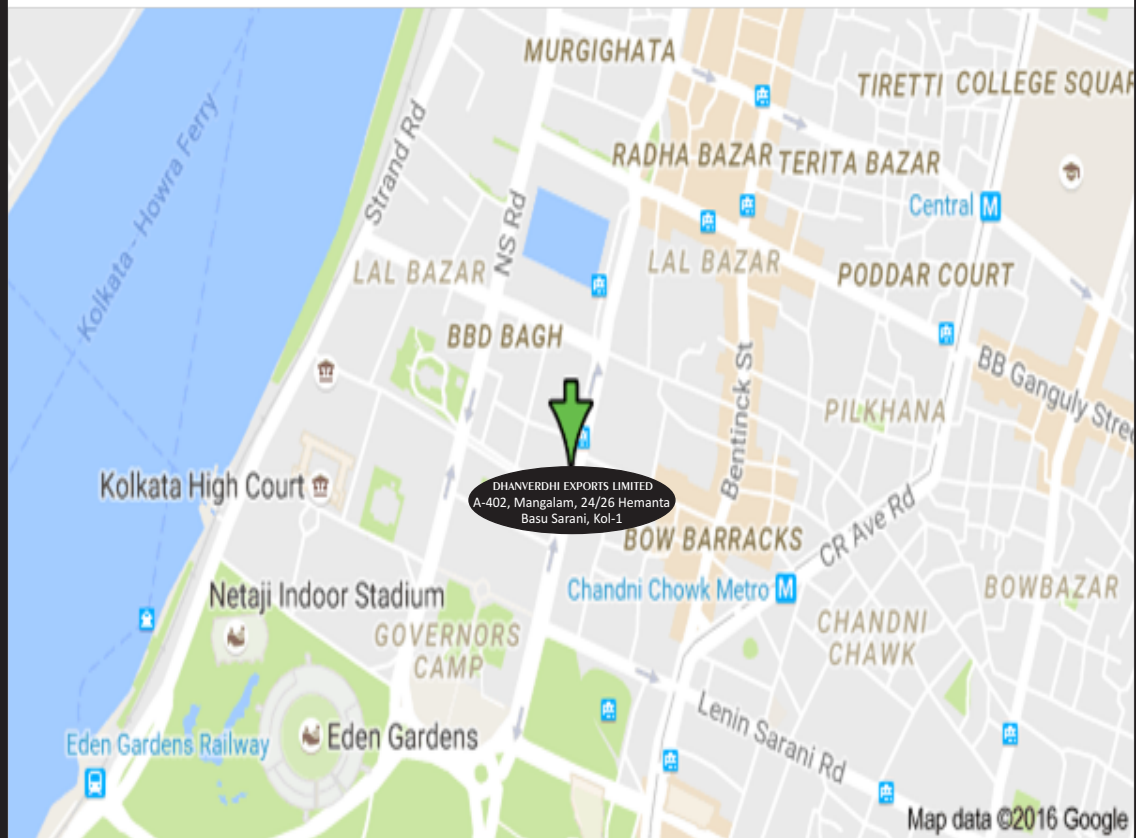 MURGIGHATA
TIRETTI
COLLEGE SQUAR
Kolkata - Howra Ferry
Strand Rd
RADHA BAZAR
TERITA BAZAR
NS Rd
Central M
LAL BAZAR
LAL BAZAR
PODDAR COURT
BBD BAGH
BB Ganguly Stree
Bentinck St
PILKHANA
Kolkata High Court
DHANVERDHI EXPORTS LIMITED
A-402, Mangalam, 24/26 Hemanta
Basu Sarani, Kol-1
BOW BARRACKS
CR Ave Rd
Chandni Chowk Metro M
BOWBAZAR
Netaji Indoor Stadium
GOVERNORS
CAMP
CHANDNI
CHAWK
Lenin Sarani Rd
Eden Gardens Railway
Eden Gardens
Map data ©2016 Google